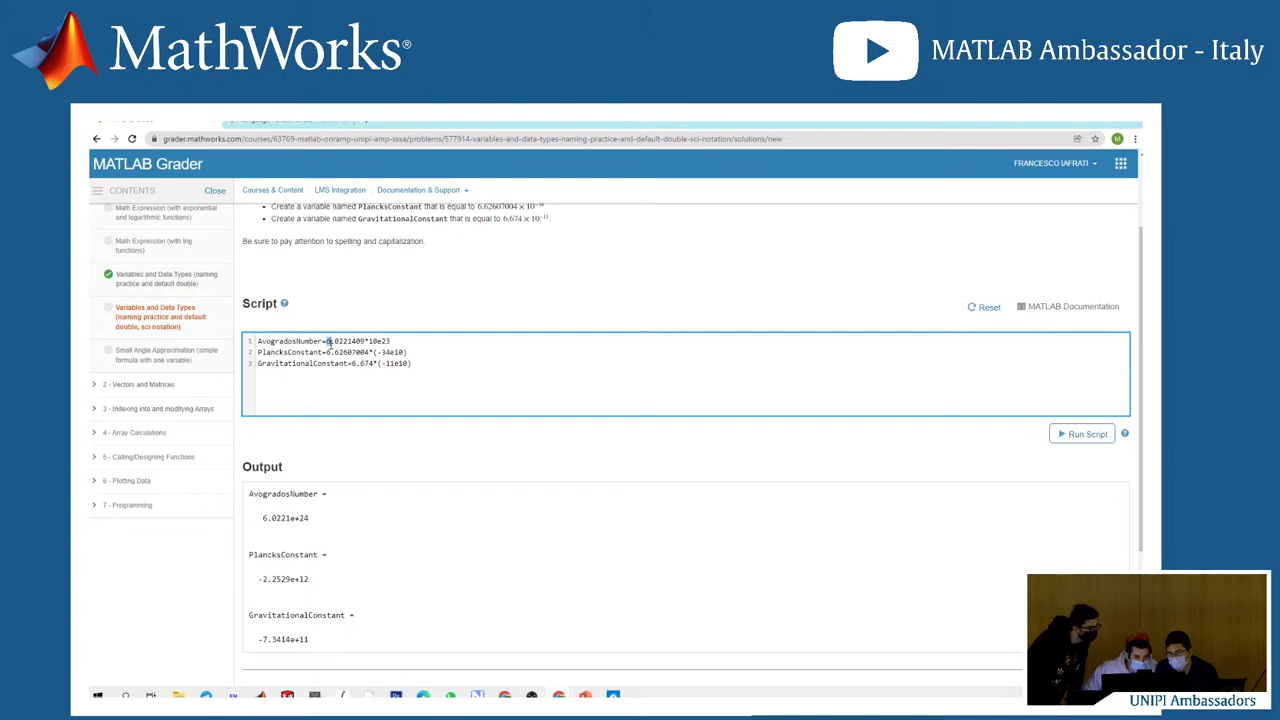 MathWorks®
MATLAB Ambassador - Italy
grader.mathworks.com/courses/63769-matlab-onramp-unipi-amp-sssa/problems/577914-variables-and-data-types-naming-practice-and-default-double-sci-notation/solutions/new
M
MATLAB Grader
FRANCESCO IAFRATI
CONTENTS
Close
Courses & Content
LMS Integration
Documentation & Support
Math Expression (with exponential
and logarithmic functions)
Math Expression (with trig
functions)
Variables and Data Types (naming
practice and default double)
Variables and Data Types
(naming practice and default
double, sci notation)
Small Angle Approximation (simple
formula with one variable)
2 - Vectors and Matrices
3 - Indexing into and modifying Arrays
4 - Array Calculations
5 - Calling/Designing Functions
6 - Plotting Data
7 - Programming
• Create a variable named PlancksConstant that is equal to 6.62607004 × 10⁻³⁴.
• Create a variable named GravitationalConstant that is equal to 6.674 × 10⁻¹¹.
Be sure to pay attention to spelling and capitalization.
Script
Reset
MATLAB Documentation
1 AvogradosNumber=6.0221409*10e23
2 PlancksConstant=6.62607004*(-34e10)
3 GravitationalConstant=6.674*(-11e10)
Run Script
Output
AvogradosNumber =
6.0221e+24
PlancksConstant =
-2.2529e+12
GravitationalConstant =
-7.3414e+11
EN
UNIPI Ambassadors